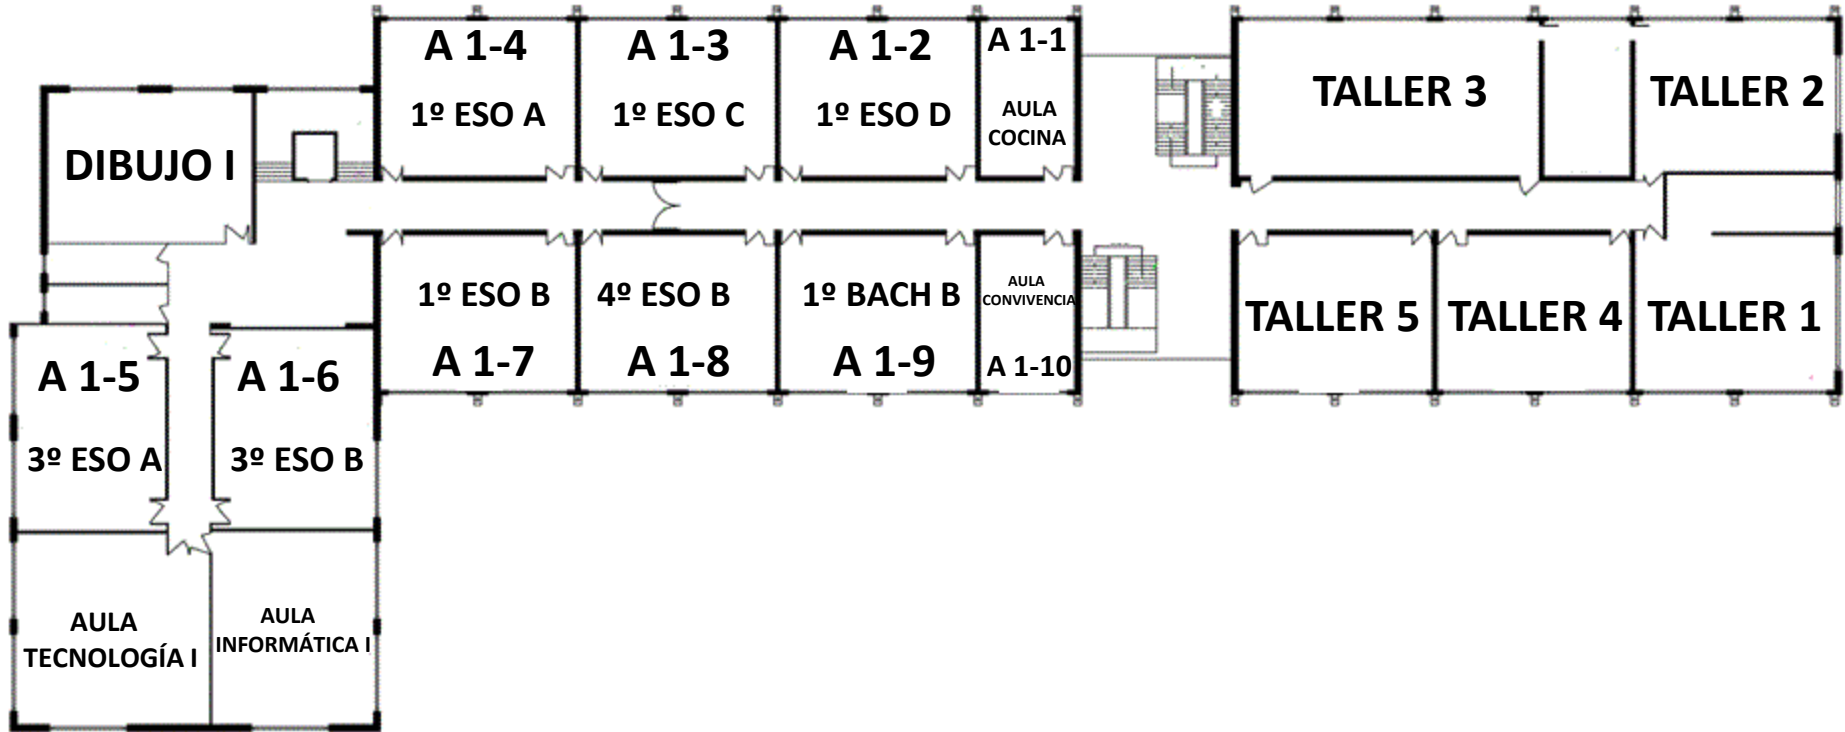 A 1-4
1º ESO A
A 1-3
1º ESO C
A 1-2
1º ESO D
A 1-1
AULA
COCINA
TALLER 3
TALLER 2
DIBUJO I
1º ESO B
A 1-7
4º ESO B
A 1-8
1º BACH B
A 1-9
AULA
CONVIVENCIA
A 1-10
TALLER 5
TALLER 4
TALLER 1
A 1-5
3º ESO A
A 1-6
3º ESO B
AULA
TECNOLOGÍA I
AULA
INFORMÁTICA I